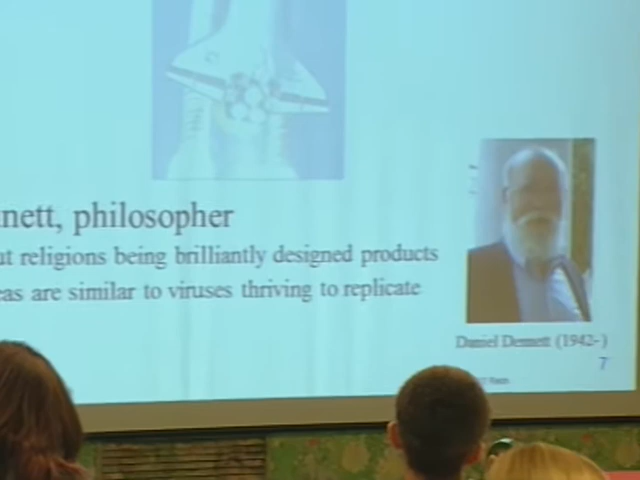 nett, philosopher
ut religions being brilliantly designed products
eas are similar to viruses thriving to replicate
Daniel Dennett (1942-)
7